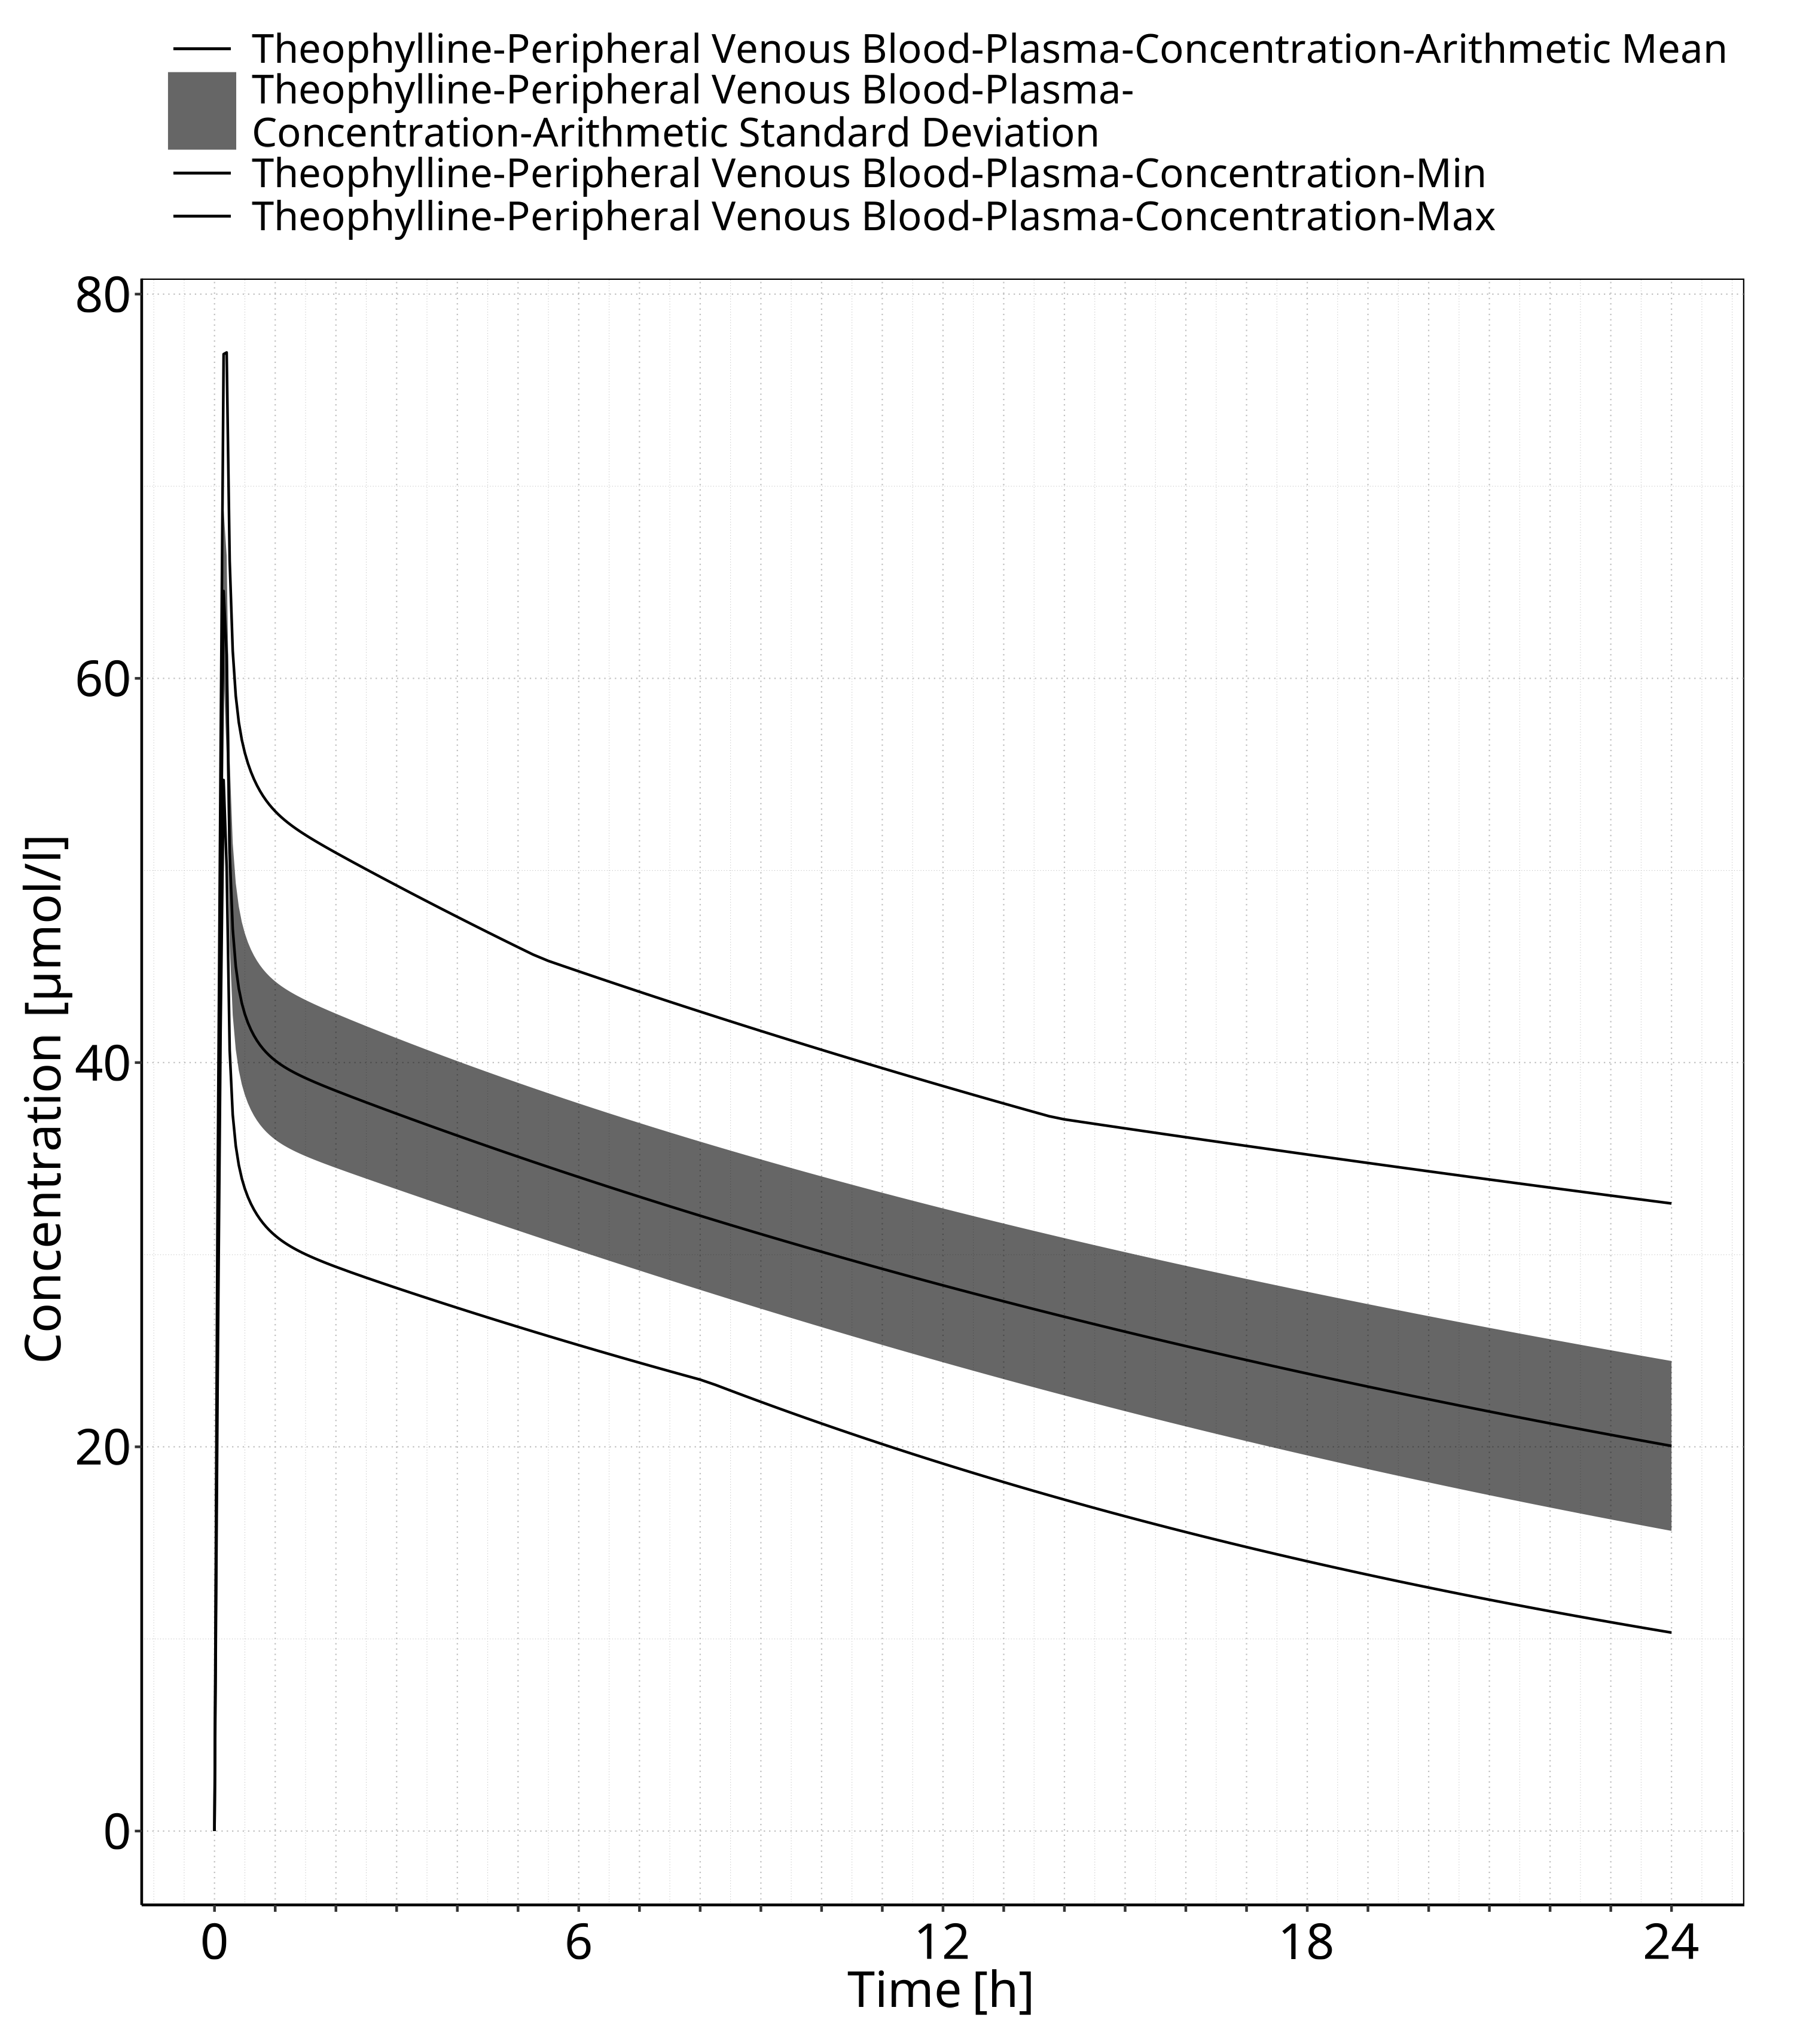 Theophylline-Peripheral Venous Blood-Plasma-Concentration-Arithmetic Mean
Theophylline-Peripheral Venous Blood-Plasma-
Concentration-Arithmetic Standard Deviation
Theophylline-Peripheral Venous Blood-Plasma-Concentration-Min
Theophylline-Peripheral Venous Blood-Plasma-Concentration-Max
80
60
40
20
0
Concentration [µmol/l]
0 6 12 18 24
Time [h]